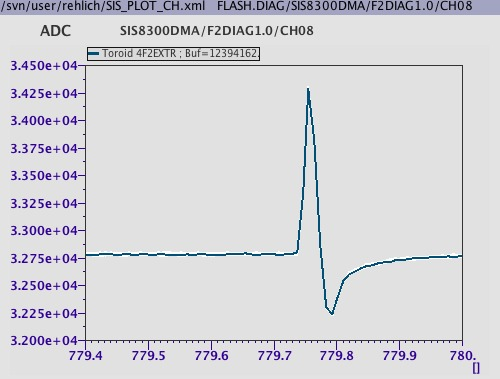 /svn/user/rehlich/SIS_PLOT_CH.xml FLASH.DIAG/SIS8300DMA/F2DIAG1.0/CH08
ADC SIS8300DMA/F2DIAG1.0/CH08
Toroid 4F2EXTR ; Buf=12394162.
3.450e+04
3.425e+04
3.400e+04
3.375e+04
3.350e+04
3.325e+04
3.300e+04
3.275e+04
3.250e+04
3.225e+04
3.200e+04
779.4 779.5 779.6 779.7 779.8 779.9 780.
[]